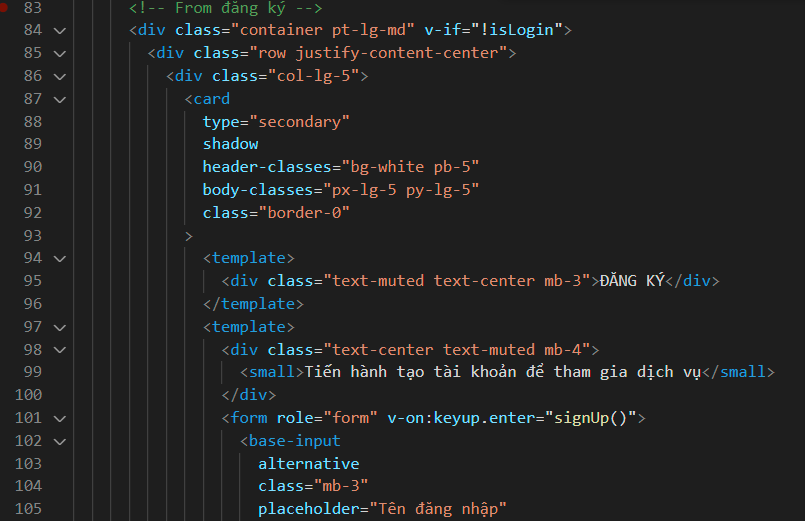 83 <!-- From đăng ký -->
84 <div class="container pt-lg-md" v-if="!isLogin">
85 <div class="row justify-content-center">
86 <div class="col-lg-5">
87 <card
88 type="secondary"
89 shadow
90 header-classes="bg-white pb-5"
91 body-classes="px-lg-5 py-lg-5"
92 class="border-0"
93 >
94 <template>
95 <div class="text-muted text-center mb-3">ĐĂNG KÝ</div>
96 </template>
97 <template>
98 <div class="text-center text-muted mb-4">
99 <small>Tiến hành tạo tài khoản để tham gia dịch vụ</small>
100 </div>
101 <form role="form" v-on:keyup.enter="signUp()">
102 <base-input
103 alternative
104 class="mb-3"
105 placeholder="Tên đăng nhập"